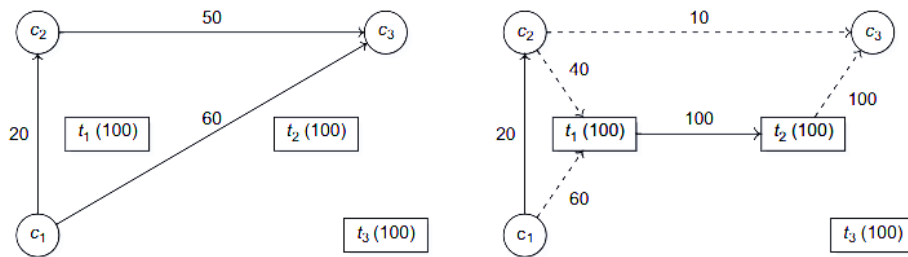 50
c₂
c₃
20
t₁ (100)
60
t₂ (100)
c₁
t₃ (100)
10
c₂
c₃
40
100
20
t₁ (100)
100
t₂ (100)
60
c₁
t₃ (100)